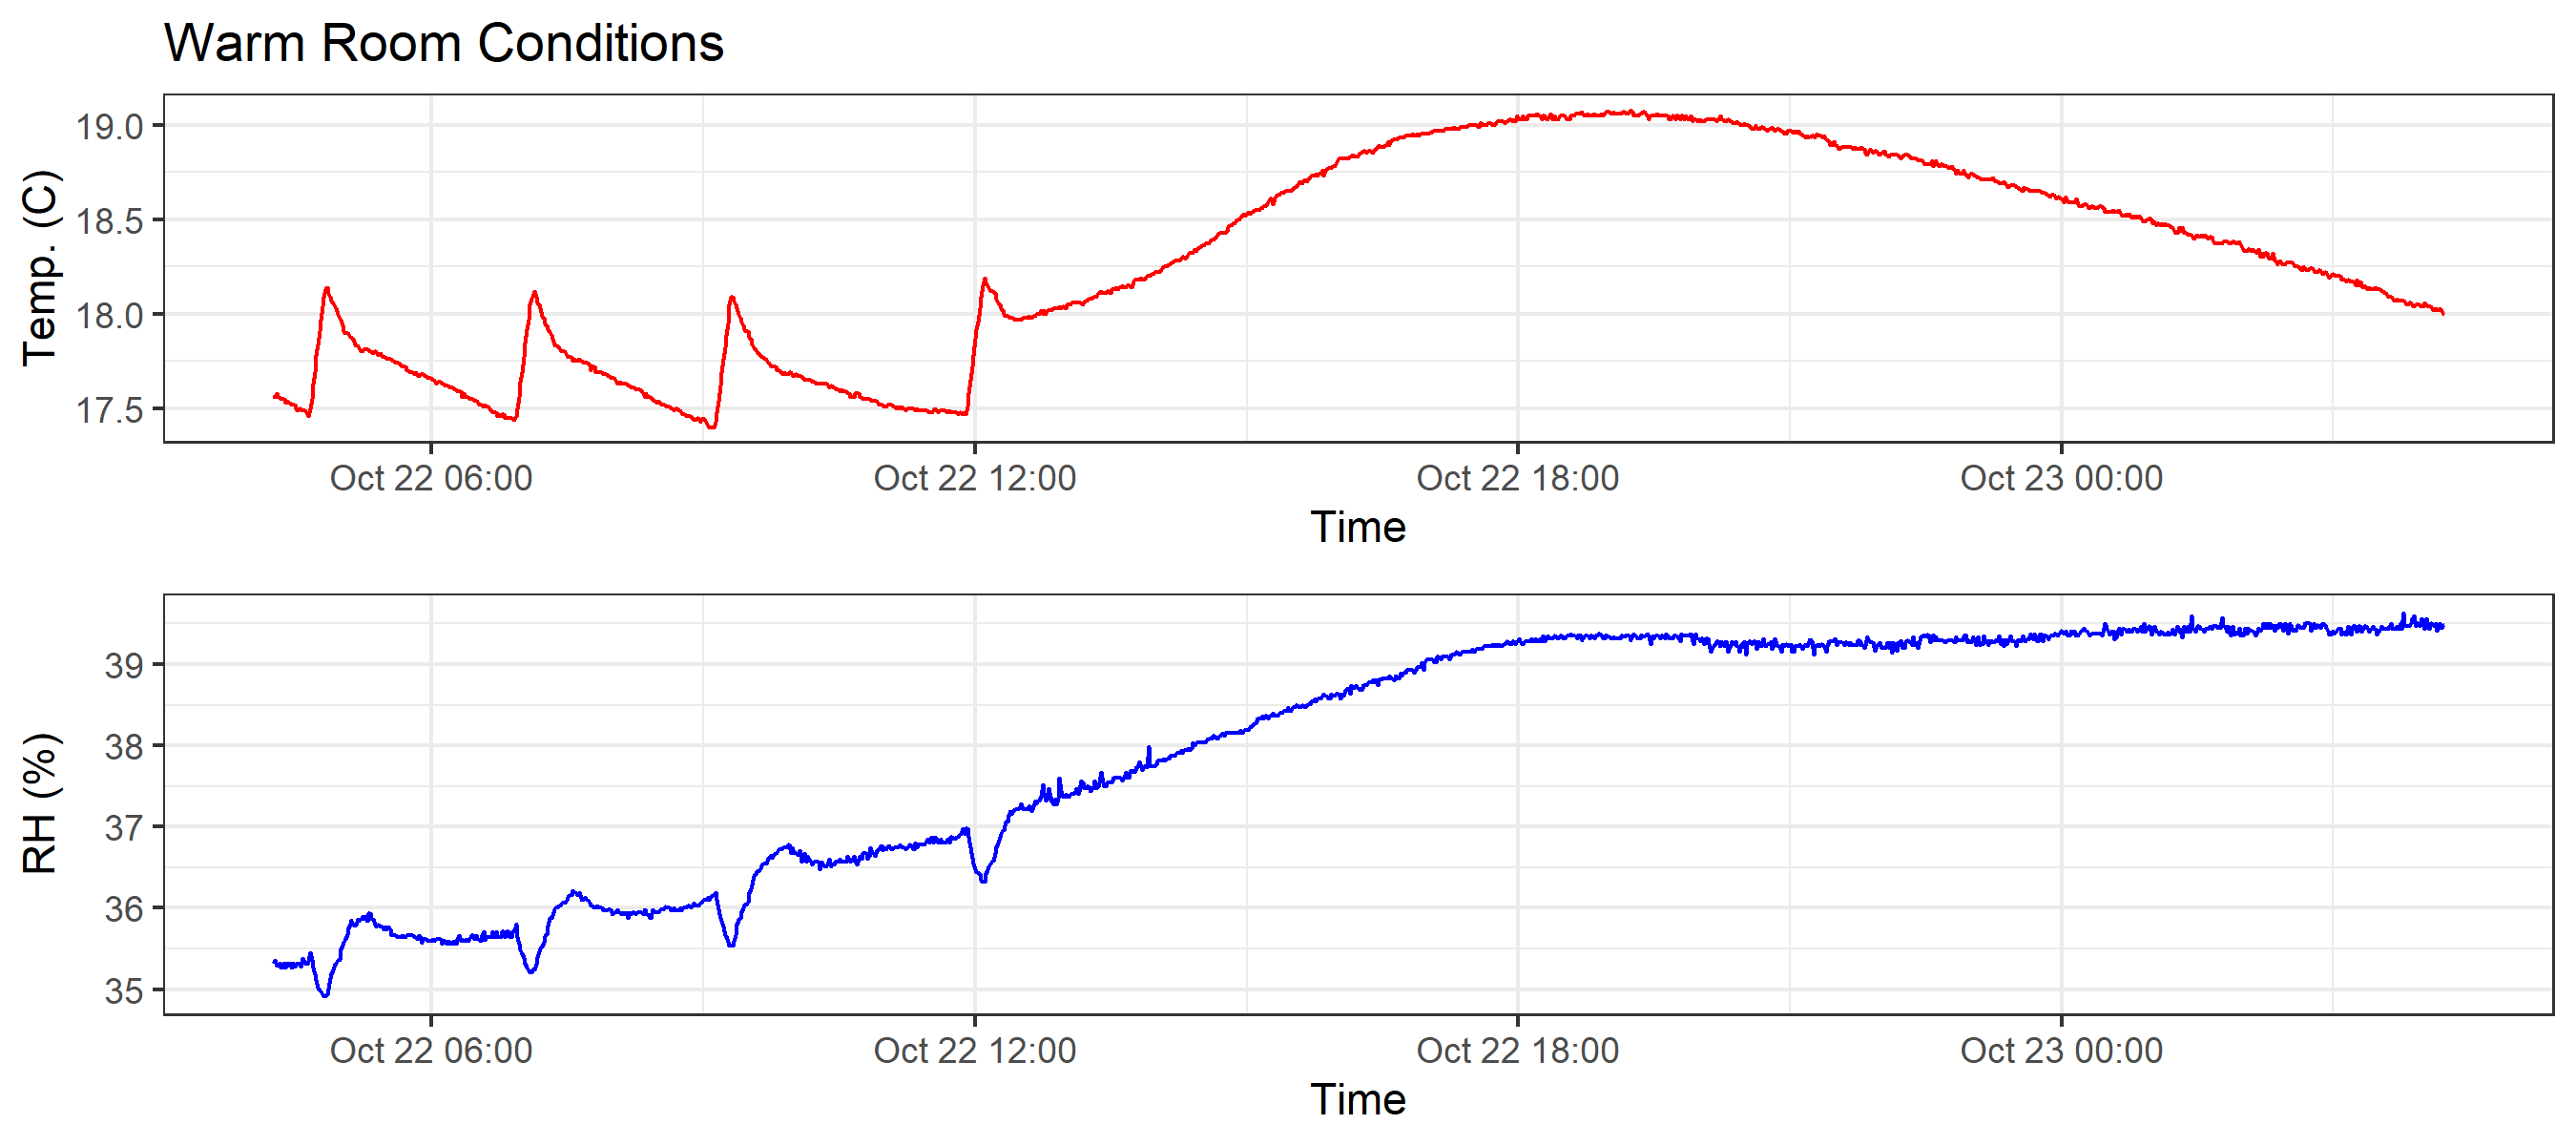 Warm Room Conditions
Temp. (C)
19.0
18.5
18.0
17.5
Oct 22 06:00 Oct 22 12:00 Oct 22 18:00 Oct 23 00:00
Time
RH (%)
39
38
37
36
35
Oct 22 06:00 Oct 22 12:00 Oct 22 18:00 Oct 23 00:00
Time